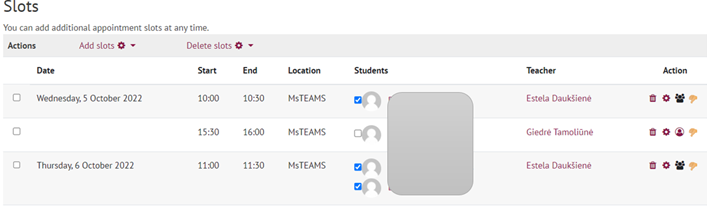 Slots
You can add additional appointment slots at any time.
Actions Add slots Delete slots
Date Start End Location Students Teacher Action
Wednesday, 5 October 2022 10:00 10:30 MsTEAMS Estela Daukšienė
15:30 16:00 MsTEAMS Giedrė Tamoliūnė
Thursday, 6 October 2022 11:00 11:30 MsTEAMS Estela Daukšienė